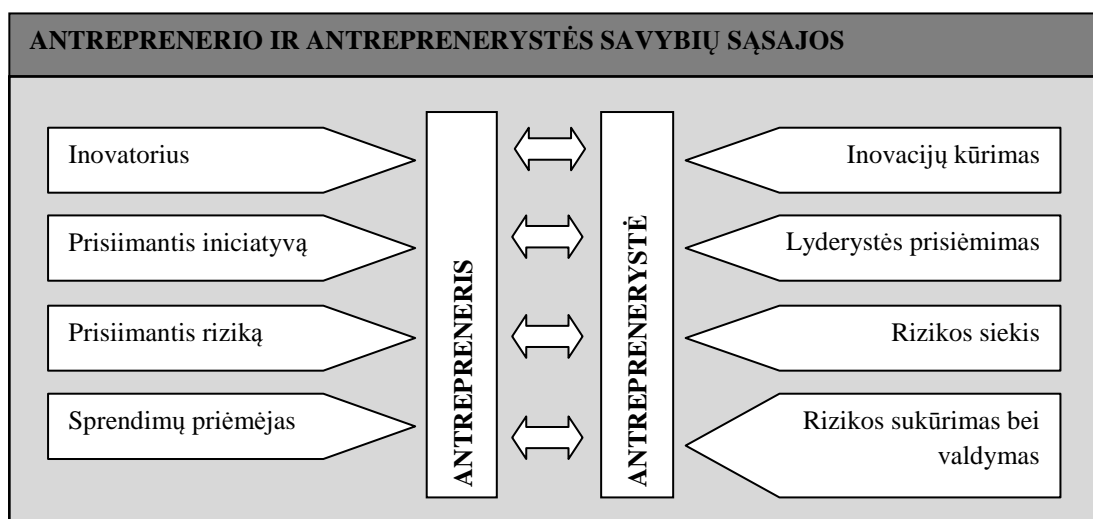 ANTREPRENERIO IR ANTREPRENERYSTĖS SAVYBIŲ SĄSAJOS
Inovatorius
Prisiimantis iniciatyvą
Prisiimantis riziką
Sprendimų priėmėjas
ANTREPRENERIS
ANTREPRENERYSTĖ
Inovacijų kūrimas
Lyderystės prisiėmimas
Rizikos siekis
Rizikos sukūrimas bei
valdymas